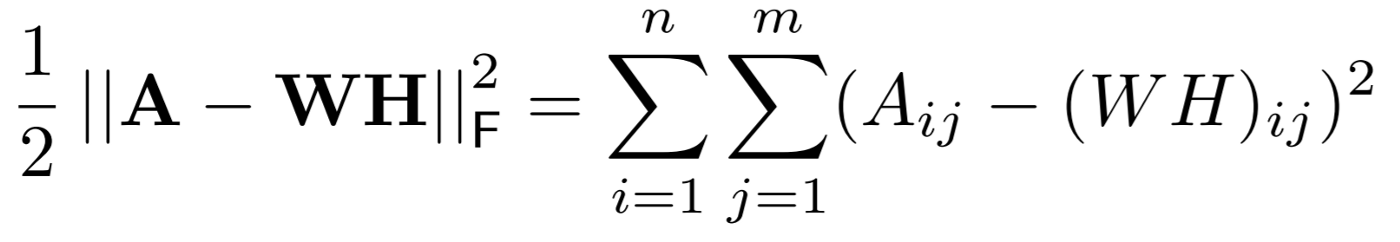 \frac{1}{2} ||\mathbf{A} - \mathbf{WH}||_{\mathsf{F}}^{2} = \sum_{i=1}^{n} \sum_{j=1}^{m} (A_{ij} - (WH)_{ij})^{2}